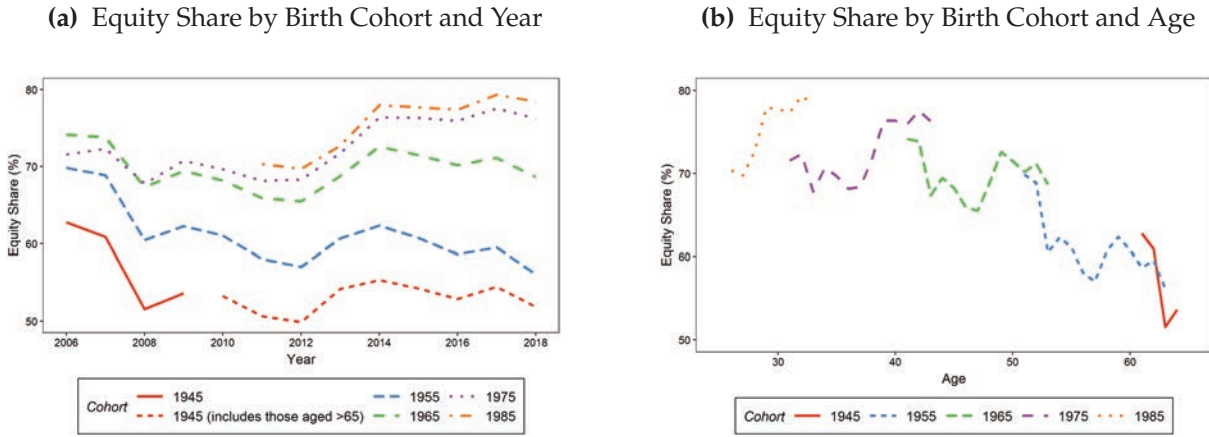 (a) Equity Share by Birth Cohort and Year
80
70
60
50
Equity Share (%)
2006 2008 2010 2012 2014 2016 2018
Year
Cohort 1945 1955 1975
1945 (includes those aged >65) 1965 1985
(b) Equity Share by Birth Cohort and Age
80
70
60
50
Equity Share (%)
30 40 50 60
Age
Cohort 1945 1955 1965 1975 1985